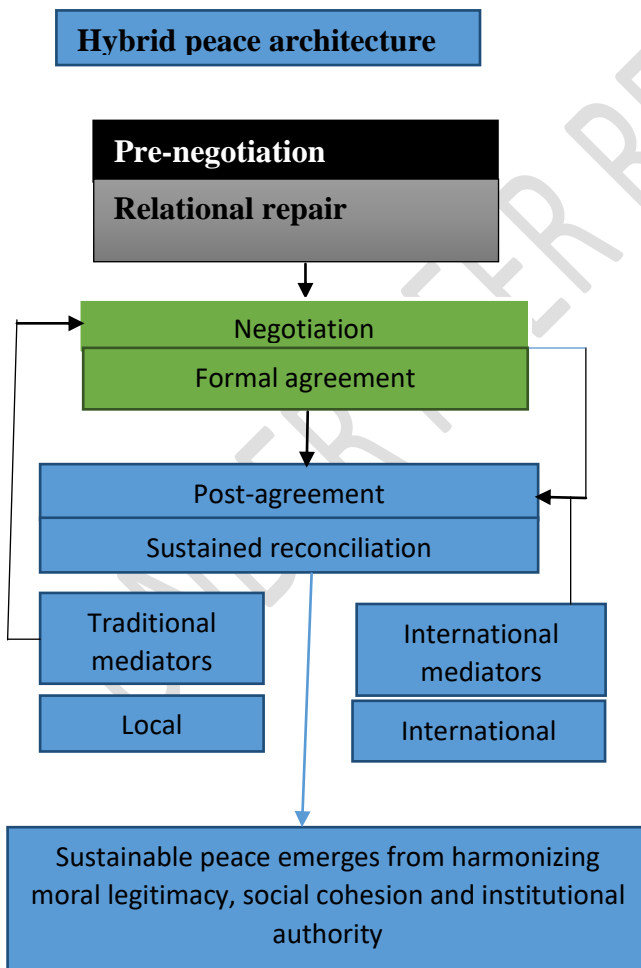 Hybrid peace architecture
Pre-negotiation
Relational repair
Negotiation
Formal agreement
Post-agreement
Sustained reconciliation
Traditional
mediators
Local
International
mediators
International
Sustainable peace emerges from harmonizing
moral legitimacy, social cohesion and institutional
authority